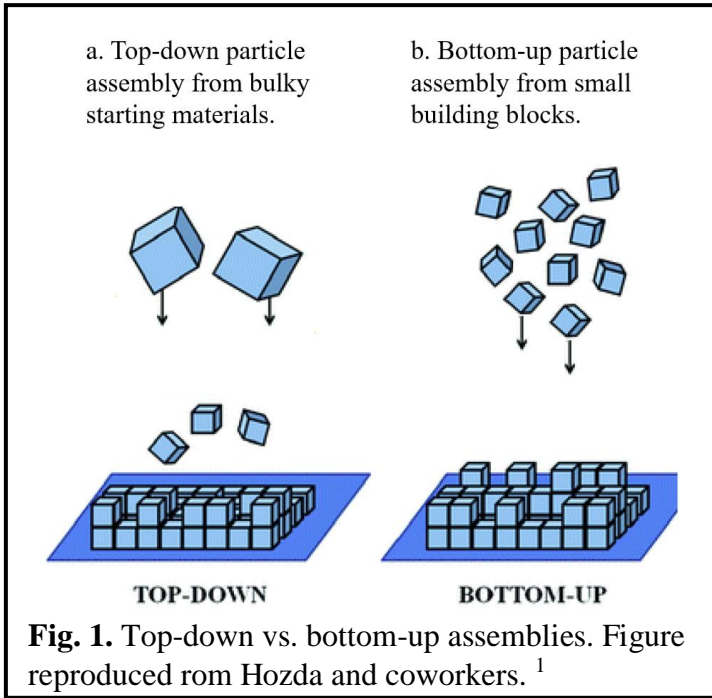 a. Top-down particle
assembly from bulky
starting materials.
b. Bottom-up particle
assembly from small
building blocks.
TOP-DOWN
BOTTOM-UP
Fig. 1. Top-down vs. bottom-up assemblies. Figure
reproduced rom Hozda and coworkers. 1